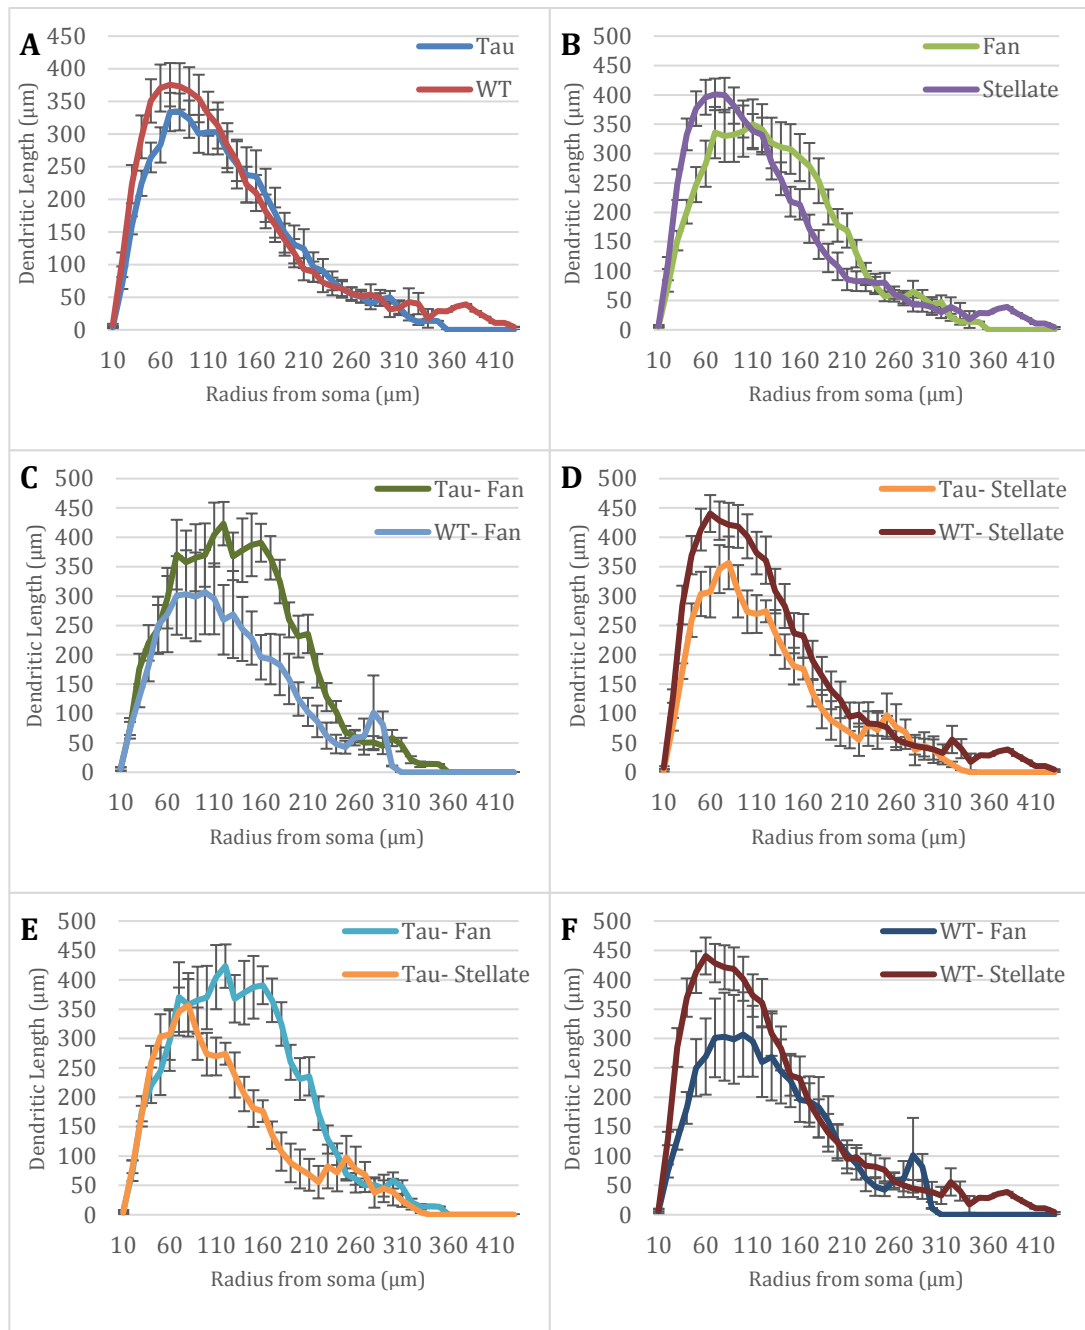 A
Tau
WT
Dendritic Length (µm)
450
400
350
300
250
200
150
100
50
0
10 60 110 160 210 260 310 360 410
Radius from soma (µm)
B
Fan
Stellate
Dendritic Length (µm)
500
450
400
350
300
250
200
150
100
50
0
10 60 110 160 210 260 310 360 410
Radius from soma (µm)
C
Tau- Fan
WT- Fan
Dendritic Length (µm)
500
450
400
350
300
250
200
150
100
50
0
10 60 110 160 210 260 310 360 410
Radius from soma (µm)
D
Tau- Stellate
WT- Stellate
Dendritic Length (µm)
500
450
400
350
300
250
200
150
100
50
0
10 60 110 160 210 260 310 360 410
Radius from soma (µm)
E
Tau- Fan
Tau- Stellate
Dendritic Length (µm)
500
450
400
350
300
250
200
150
100
50
0
10 60 110 160 210 260 310 360 410
Radius from soma (µm)
F
WT- Fan
WT- Stellate
Dendritic Length (µm)
500
450
400
350
300
250
200
150
100
50
0
10 60 110 160 210 260 310 360 410
Radius from soma (µm)